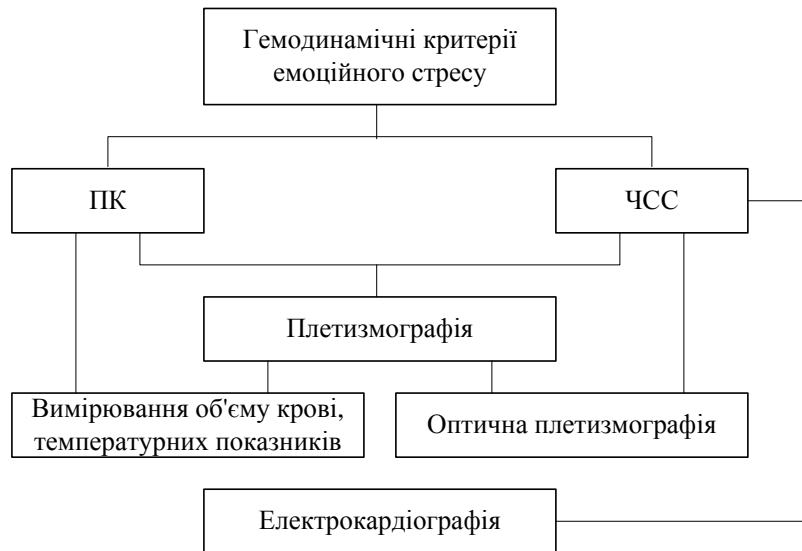 Гемодинамічні критерії
емоційного стресу
ПК
ЧСС
Плетизмографія
Вимірювання об'єму крові,
температурних показників
Оптична плетизмографія
Електрокардіографія